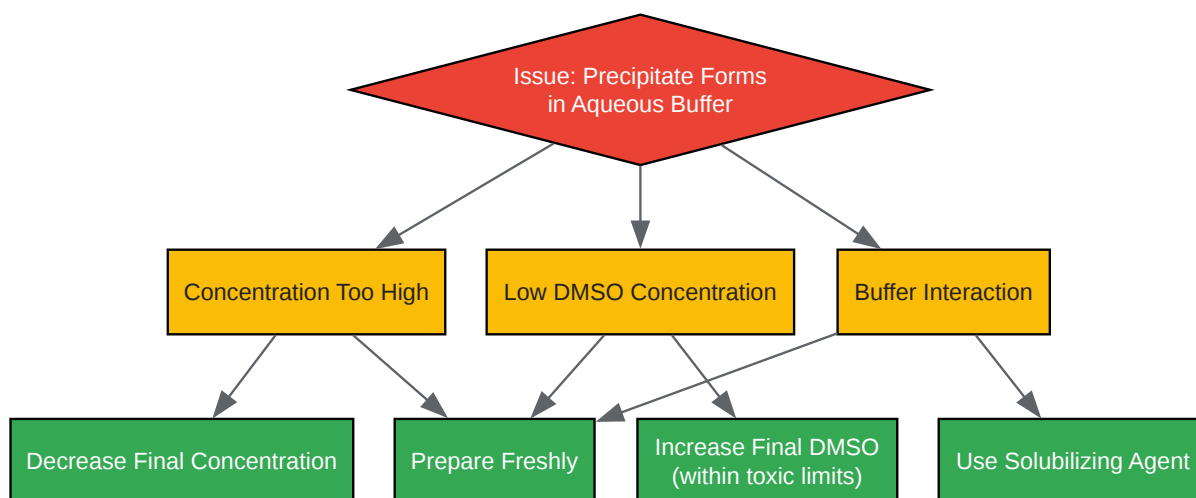 Issue: Precipitate Forms
in Aqueous Buffer
Concentration Too High
Low DMSO Concentration
Buffer Interaction
Decrease Final Concentration
Prepare Freshly
Increase Final DMSO
(within toxic limits)
Use Solubilizing Agent